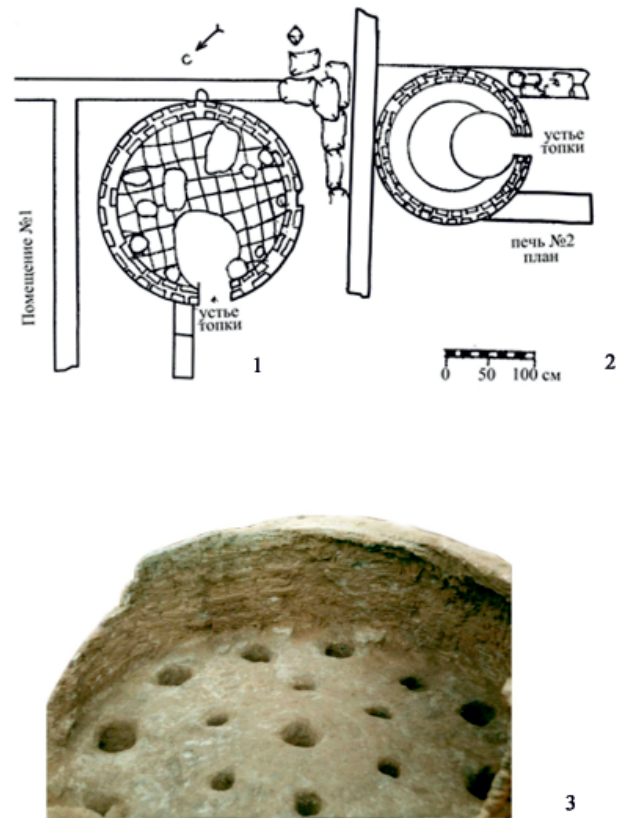 С
Помещение №1
устье
топки
1
устье
топки
печь №2
план
0 50 100 см
2
3